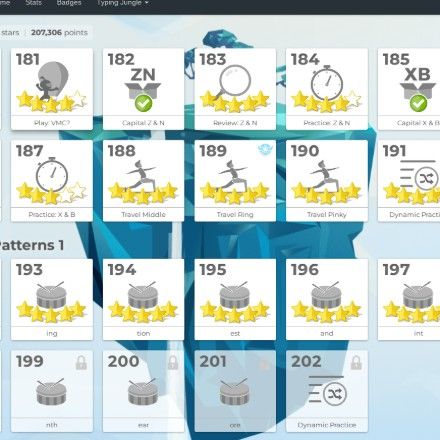 me Stats Badges Typing Jungle
stars 207,306 points
181 182 183 184 185
ZN XB
Play: VMC? Capital Z & N Review: Z & N Practice: Z & N Capital X & B
187 188 189 190 191
Practice: X & B Travel Middle Travel Ring Travel Pinky Dynamic Practi
atterns 1
193 194 195 196 197
ing tion est and int
199 200 201 202
nth ear ore Dynamic Practice